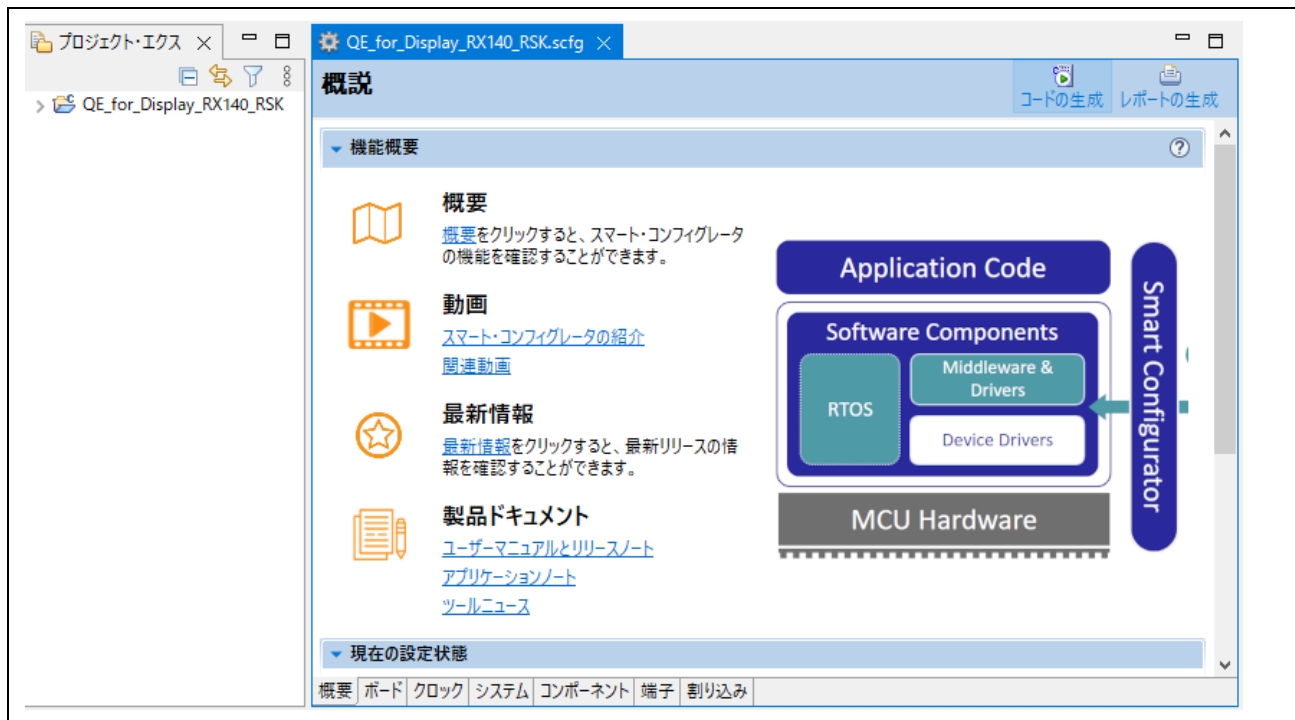 プロジェクト・エクス
QE_for_Display_RX140_RSK
QE_for_Display_RX140_RSK.scfg
概説
コードの生成
レポートの生成
機能概要
概要
概要をクリックすると、スマート・コンフィグレータ
の機能を確認することができます。
動画
スマート・コンフィグレータの紹介
関連動画
最新情報
最新情報をクリックすると、最新リリースの情
報を確認することができます。
製品ドキュメント
ユーザーマニュアルとリリースノート
アプリケーションノート
ツールニュース
Application Code
Software Components
RTOS
Middleware &
Drivers
Device Drivers
MCU Hardware
Smart Configurator
現在の設定状態
概要 ボード クロック システム コンポーネント 端子 割り込み